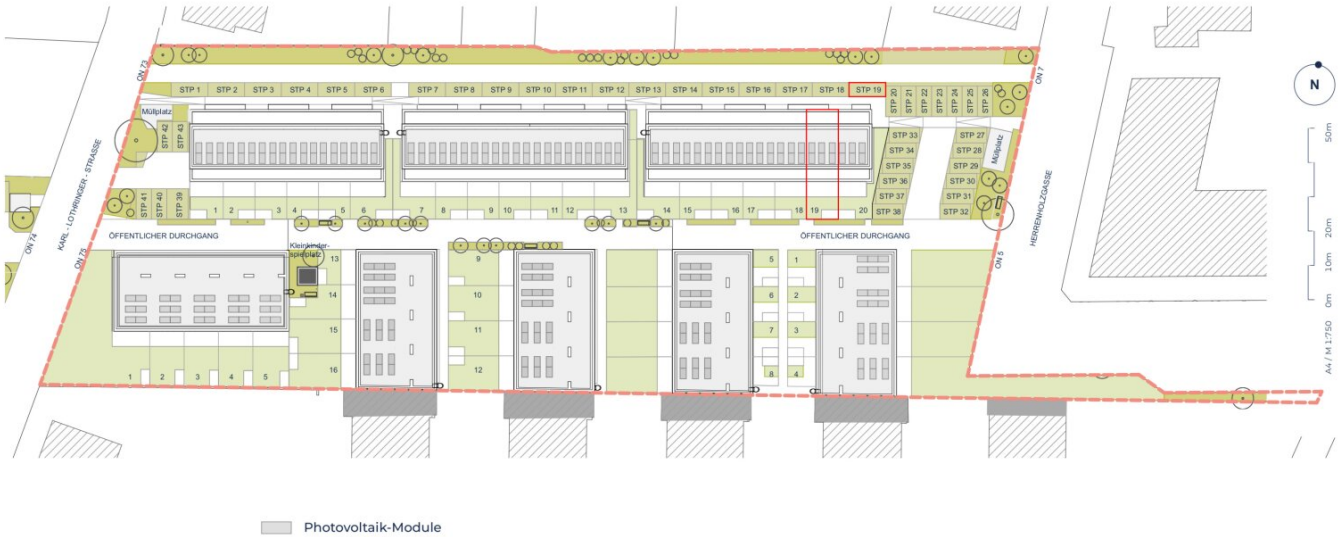 ON 73
ON 7
STP 1 STP 2 STP 3 STP 4 STP 5 STP 6 STP 7 STP 8 STP 9 STP 10 STP 11 STP 12 STP 13 STP 14 STP 15 STP 16 STP 17 STP 18 STP 19 STP 20 STP 21 STP 22 STP 23 STP 24 STP 25 STP 26
N
Müllplatz
STP 42 STP 43
STP 33 STP 27
STP 34 STP 28
STP 35 STP 29
STP 36 STP 30
STP 37 STP 31
STP 38 STP 32
Müllplatz
KARL - LOTHRINGER - STRASSE
HERRENHOLZGASSE
STP 41 STP 40 STP 39
1 2 3 4 5 6 7 8 9 10 11 12 13 14 15 16 17 18 19 20
ON 74
ON 75
ÖFFENTLICHER DURCHGANG ÖFFENTLICHER DURCHGANG
ON 5
Kleinkinder-
spielplatz
13 9 5 1
14 10 6 2
15 11 7 3
16 12 8 4
1 2 3 4 5
50m
20m
10m
0m
A4 / M 1:750
Photovoltaik-Module